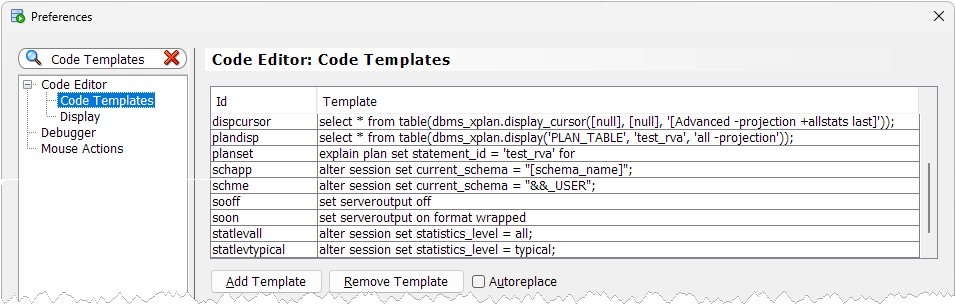 Preferences
Code Templates
Code Editor
Code Templates
Display
Debugger
Mouse Actions
Code Editor: Code Templates
Id Template
dispcursor select * from table(dbms_xplan.display_cursor([null], [null], '[Advanced -projection +allstats last]'));
plandisp select * from table(dbms_xplan.display('PLAN_TABLE', 'test_rva', 'all -projection'));
planset explain plan set statement_id = 'test_rva' for
schapp alter session set current_schema = "[schema_name]";
schme alter session set current_schema = "&&_USER";
sooff set serveroutput off
soon set serveroutput on format wrapped
statlevall alter session set statistics_level = all;
statlevtypical alter session set statistics_level = typical;
Add Template Remove Template Autoreplace